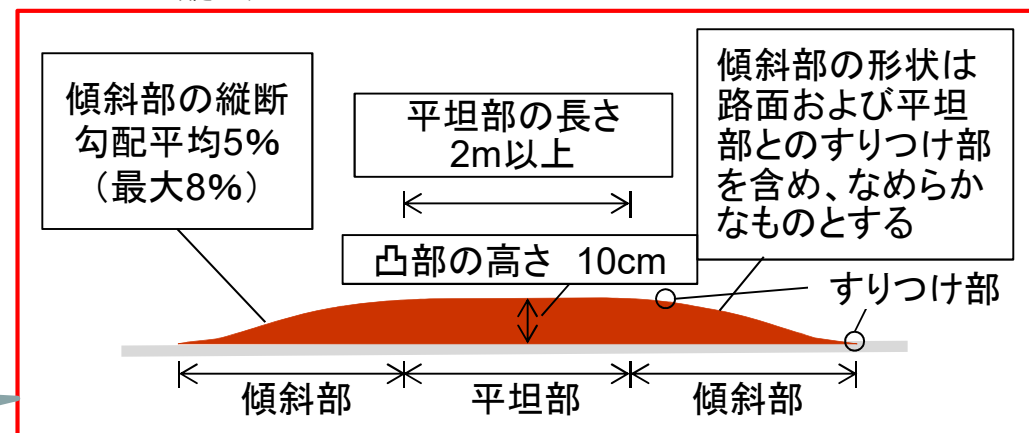 傾斜部の縦断
勾配平均5%
（最大8%）
平坦部の長さ
2m以上
傾斜部の形状は
路面および平坦
部とのすりつけ部
を含め、なめらか
なものとする
凸部の高さ 10cm
すりつけ部
傾斜部
平坦部
傾斜部